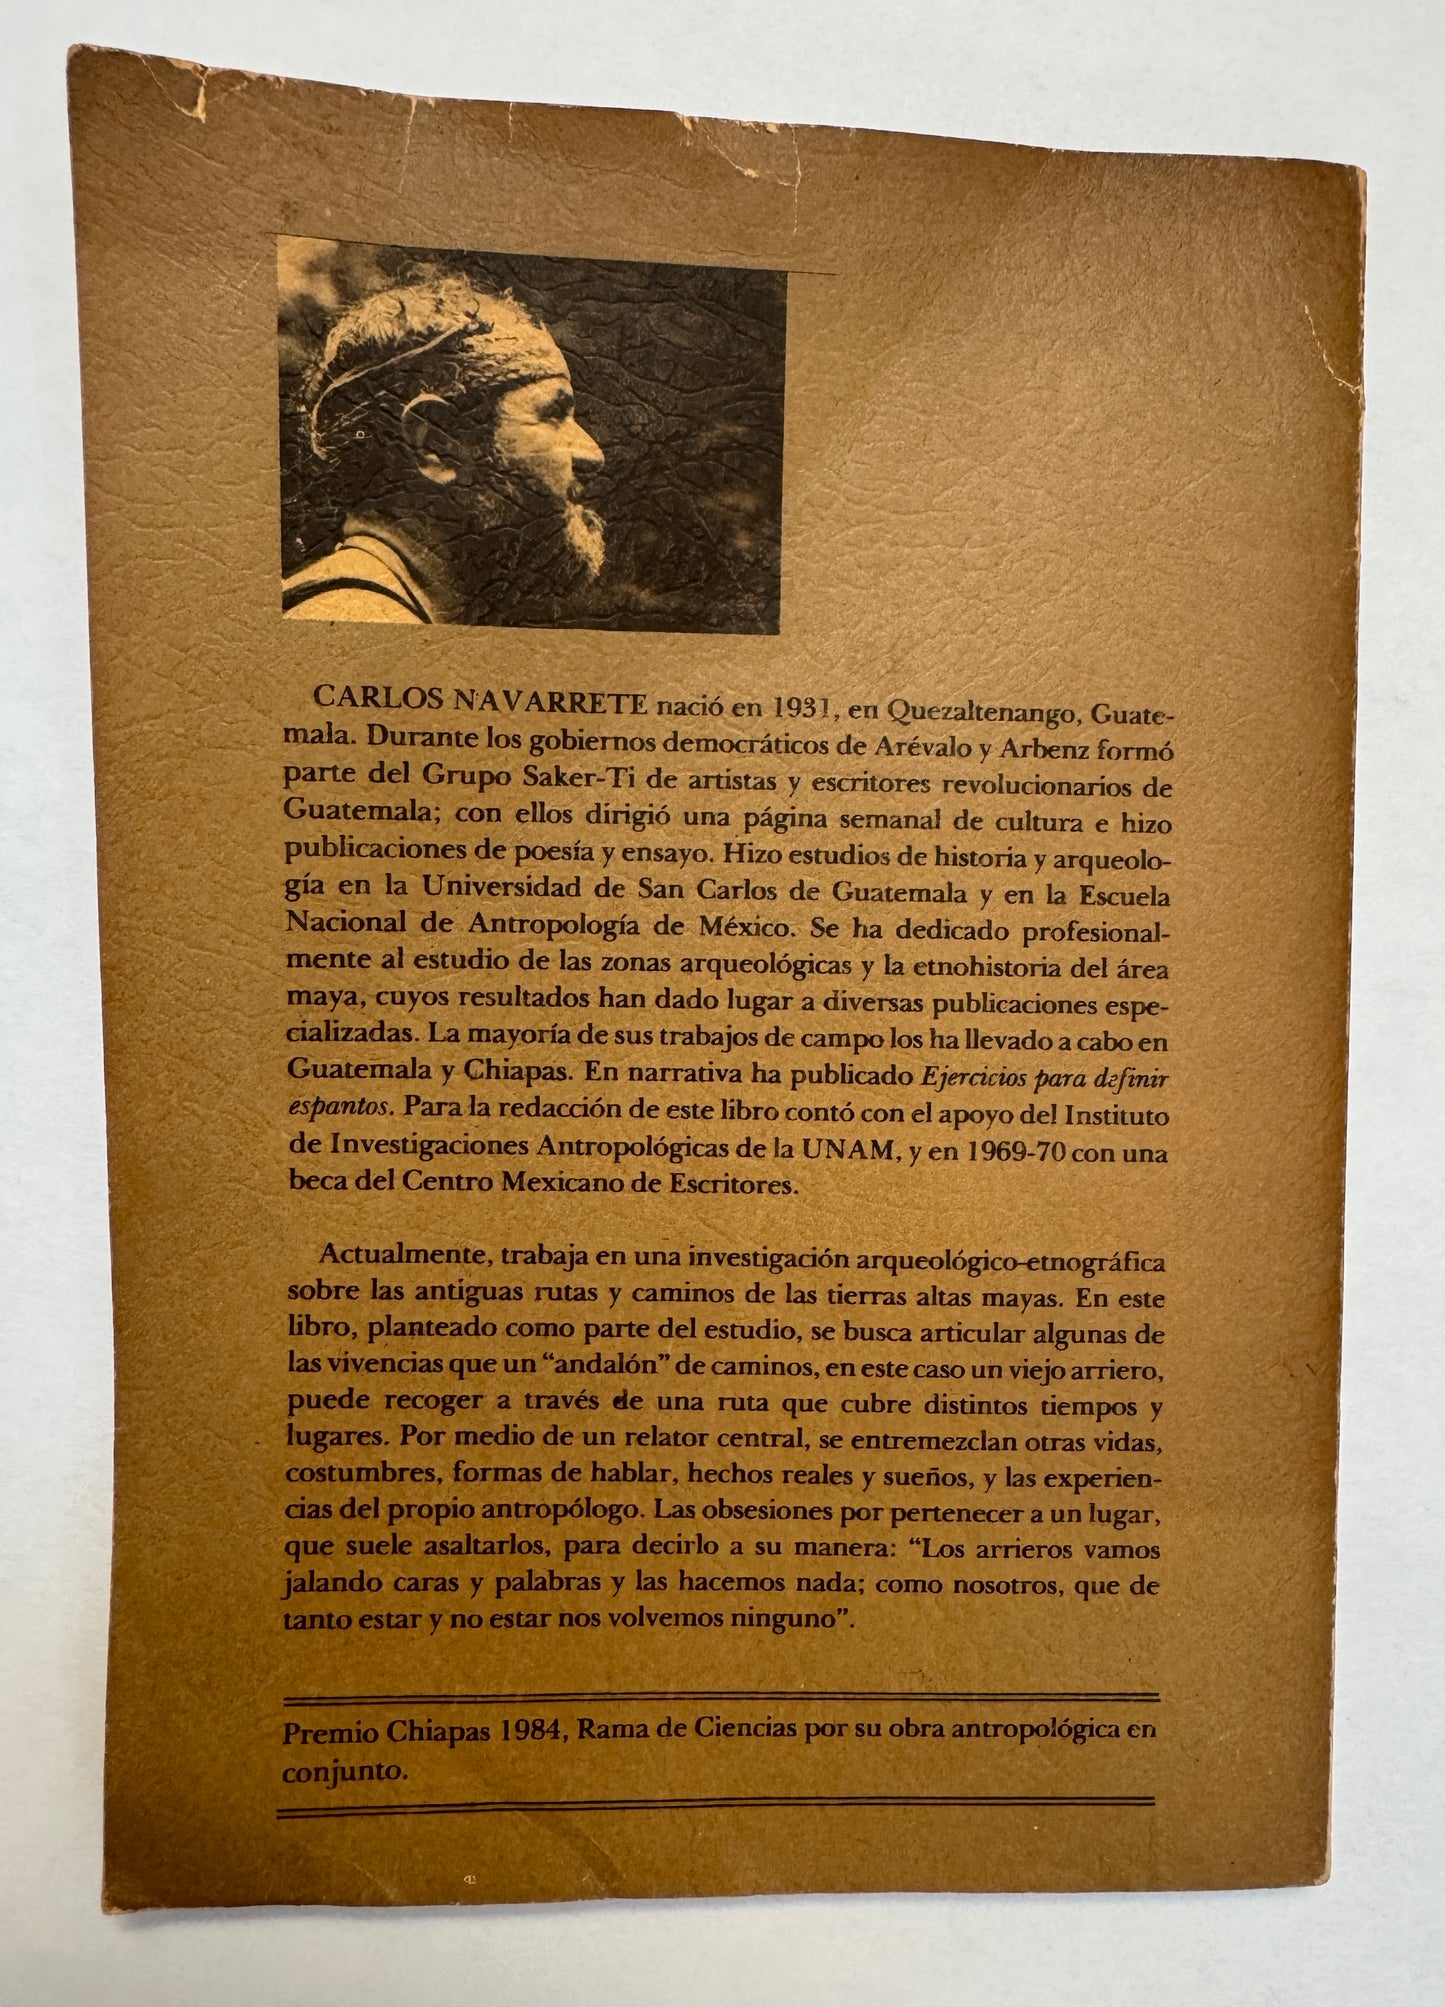 CARLOS NAVARRETE nació en 1931, en Quezaltenango, Guate-
mala. Durante los gobiernos democráticos de Arévalo y Arbenz formó
parte del Grupo Saker-Ti de artistas y escritores revolucionarios de
Guatemala; con ellos dirigió una página semanal de cultura e hizo
publicaciones de poesía y ensayo. Hizo estudios de historia y arqueolo-
gía en la Universidad de San Carlos de Guatemala y en la Escuela
Nacional de Antropología de México. Se ha dedicado profesional-
mente al estudio de las zonas arqueológicas y la etnohistoria del área
maya, cuyos resultados han dado lugar a diversas publicaciones espe-
cializadas. La mayoría de sus trabajos de campo los ha llevado a cabo en
Guatemala y Chiapas. En narrativa ha publicado Ejercicios para definir
espantos. Para la redacción de este libro contó con el apoyo del Instituto
de Investigaciones Antropológicas de la UNAM, y en 1969-70 con una
beca del Centro Mexicano de Escritores.
Actualmente, trabaja en una investigación arqueológico-etnográfica
sobre las antiguas rutas y caminos de las tierras altas mayas. En este
libro, planteado como parte del estudio, se busca articular algunas de
las vivencias que un “andalón” de caminos, en este caso un viejo arriero,
puede recoger a través de una ruta que cubre distintos tiempos y
lugares. Por medio de un relator central, se entremezclan otras vidas,
costumbres, formas de hablar, hechos reales y sueños, y las experien-
cias del propio antropólogo. Las obsesiones por pertenecer a un lugar,
que suele asaltarlos, para decirlo a su manera: “Los arrieros vamos
jalando caras y palabras y las hacemos nada; como nosotros, que de
tanto estar y no estar nos volvemos ninguno”.
Premio Chiapas 1984, Rama de Ciencias por su obra antropológica en
conjunto.